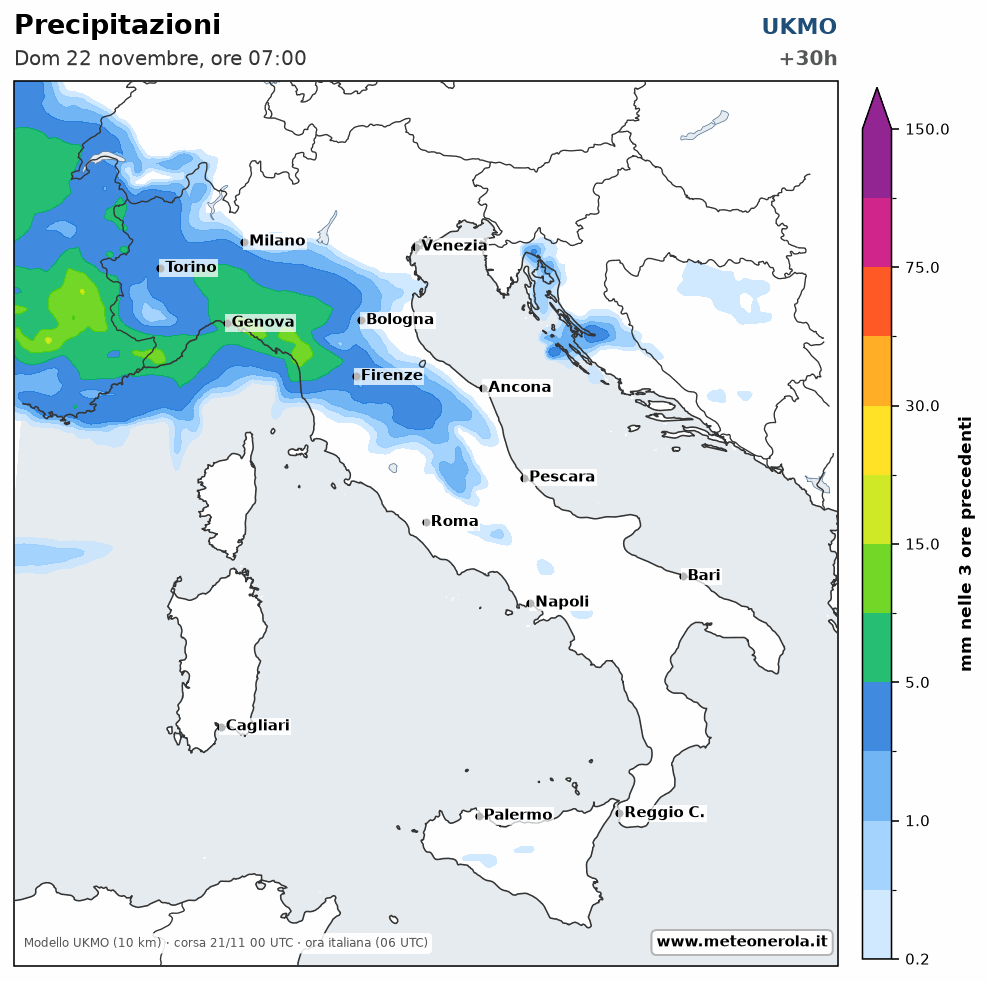 Precipitazioni
UKMO
Dom 22 novembre, ore 07:00
+30h
150.0
75.0
30.0
15.0
5.0
1.0
0.2
mm nelle 3 ore precedenti
Milano
Venezia
Torino
Bologna
Genova
Firenze
Ancona
Pescara
Roma
Bari
Napoli
Cagliari
Palermo
Reggio C.
Modello UKMO (10 km) · corsa 21/11 00 UTC · ora italiana (06 UTC)
www.meteonerola.it